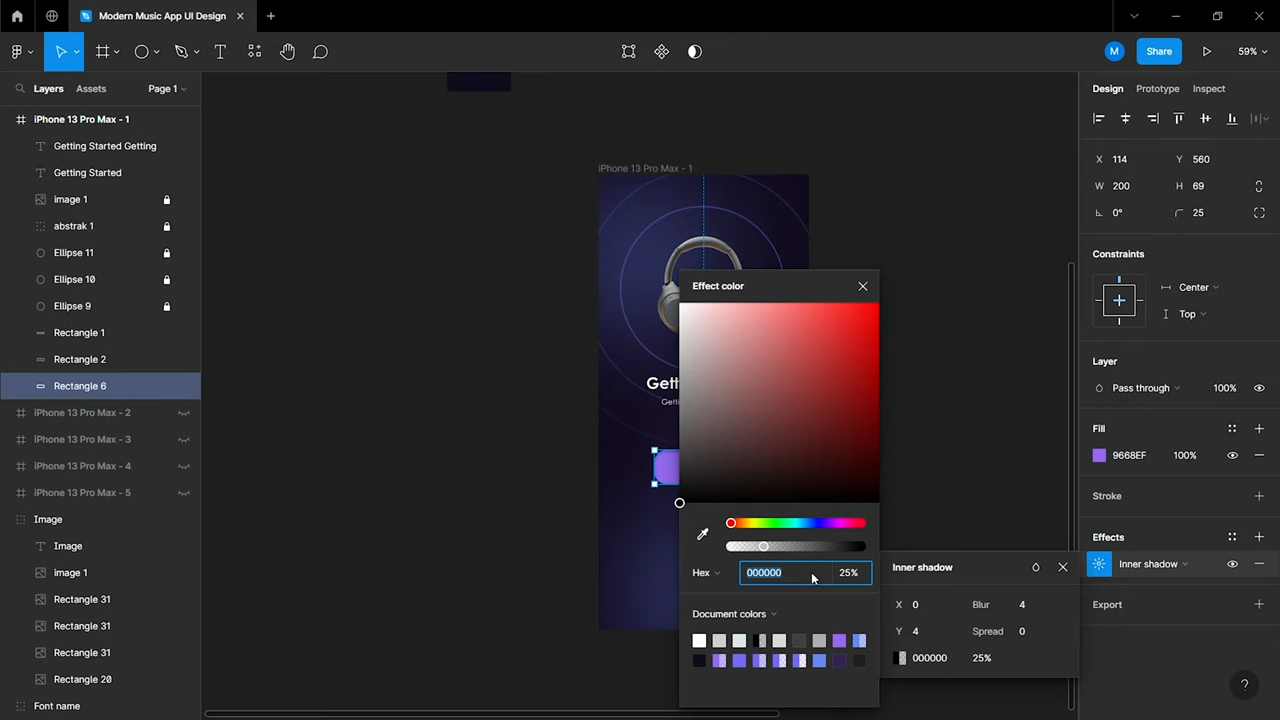 Modern Music App UI Design
M
Share
59%
Layers
Assets
Page 1
Design
Prototype
Inspect
iPhone 13 Pro Max - 1
Getting Started Getting
Getting Started
image 1
abstrak 1
Ellipse 11
Ellipse 10
Ellipse 9
Rectangle 1
Rectangle 2
Rectangle 6
iPhone 13 Pro Max - 2
iPhone 13 Pro Max - 3
iPhone 13 Pro Max - 4
iPhone 13 Pro Max - 5
Image
Image
image 1
Rectangle 31
Rectangle 31
Rectangle 31
Rectangle 20
Font name
iPhone 13 Pro Max - 1
Gett
Getti
Effect color
Hex
000000
25%
Document colors
Inner shadow
X 0
Blur 4
Y 4
Spread 0
000000
25%
X 114
Y 560
W 200
H 69
0°
25
Constraints
Center
Top
Layer
Pass through
100%
Fill
9668EF
100%
Stroke
Effects
Inner shadow
Export
?